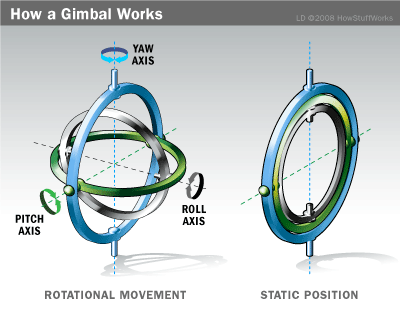 How a Gimbal Works
LD ©2008 HowStuffWorks
YAW
AXIS
PITCH
AXIS
ROLL
AXIS
ROTATIONAL MOVEMENT
STATIC POSITION